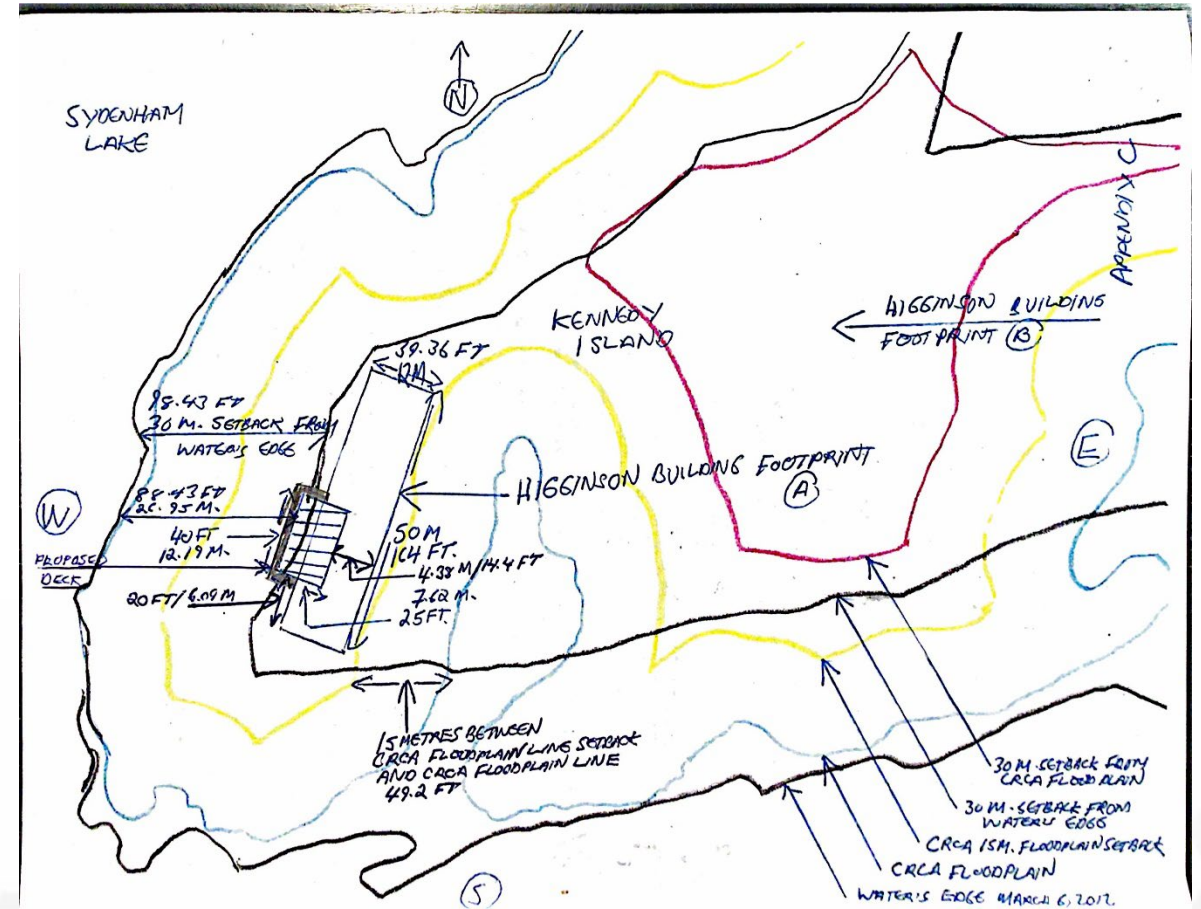 SYDENHAM
LAKE
N
APPENDIX C
KENNEDY
ISLAND
HIGGINSON BUILDING
FOOTPRINT B
39.36 FT
12M
98.43 FT
30 M. SETBACK FROM
WATER'S EDGE
HIGGINSON BUILDING FOOTPRINT
A
E
W
88.43 FT
26.95 M.
40 FT
12.19 M.
PROPOSED
DECK
20 FT/6.09 M
50 M
164 FT.
4.38 M/14.4 FT
7.62 M.
25 FT.
15 METRES BETWEEN
CRCA FLOODPLAIN LINE SETBACK
AND CRCA FLOODPLAIN LINE
49.2 FT
30 M. SETBACK FROM
CRCA FLOOD PLAIN
30 M. SETBACK FROM
WATER'S EDGE
CRCA 15M. FLOODPLAIN SETBACK
CRCA FLOODPLAIN
WATER'S EDGE MARCH 6, 2012
S